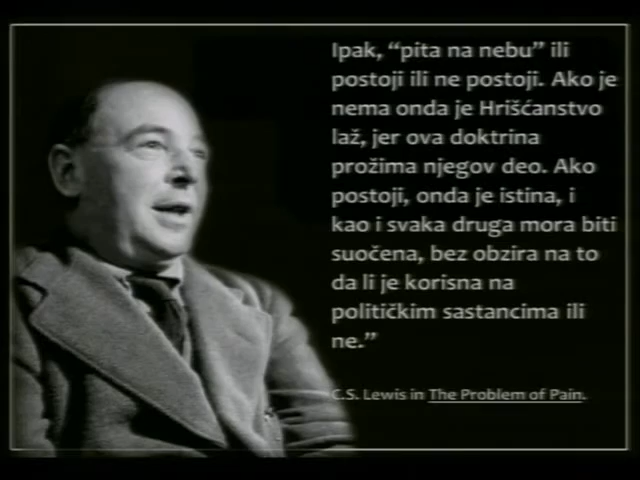 Ipak, “pita na nebu” ili
postoji ili ne postoji. Ako je
nema onda je Hrišćanstvo
laž, jer ova doktrina
prožima njegov deo. Ako
postoji, onda je istina, i
kao i svaka druga mora biti
suočena, bez obzira na to
da li je korisna na
političkim sastancima ili
ne.”
C.S. Lewis in The Problem of Pain.